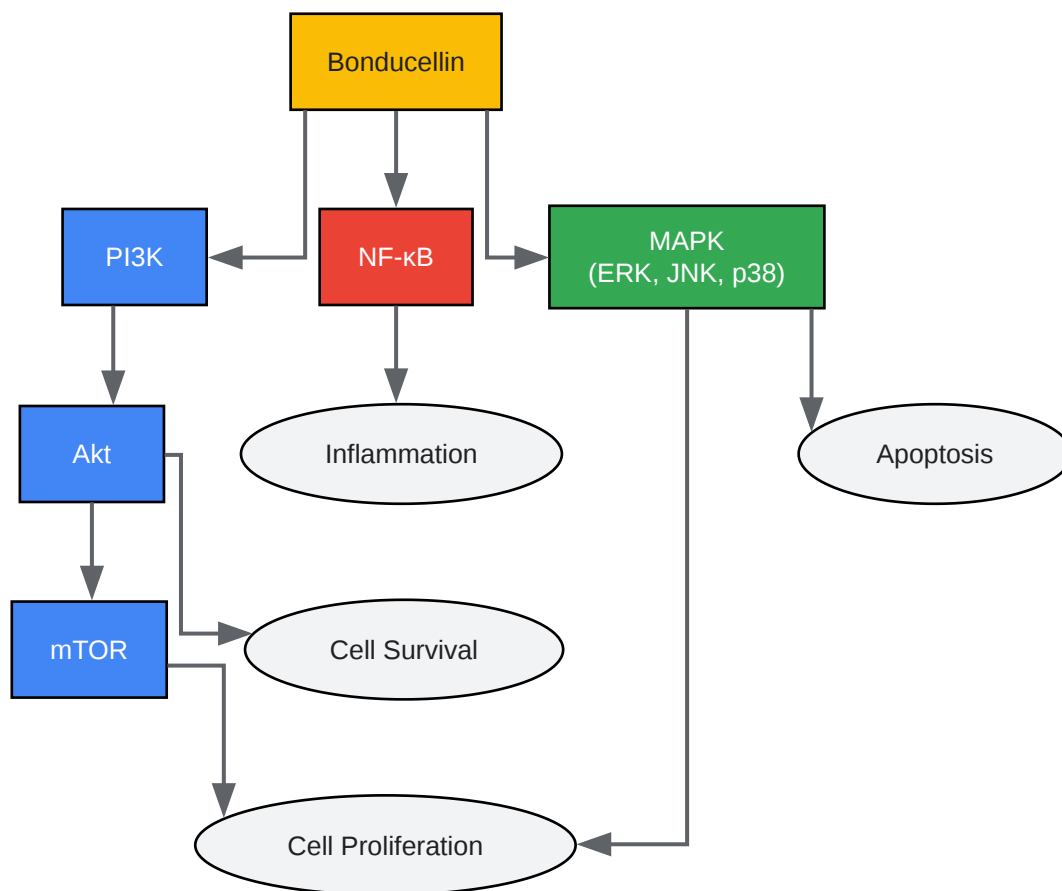 Bonducellin
PI3K
NF-κB
MAPK
(ERK, JNK, p38)
Akt
Inflammation
Apoptosis
mTOR
Cell Survival
Cell Proliferation